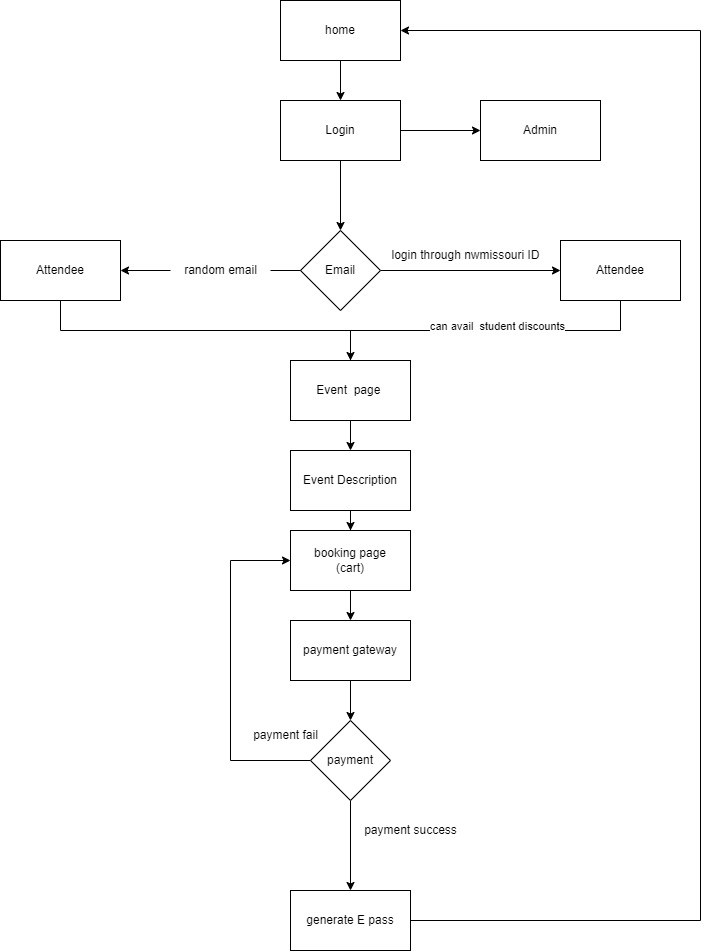 home
Login
Admin
Email
login through nwmissouri ID
random email
Attendee
Attendee
can avail  student discounts
Event  page
Event Description
booking page
(cart)
payment gateway
payment fail
payment
payment success
generate E pass